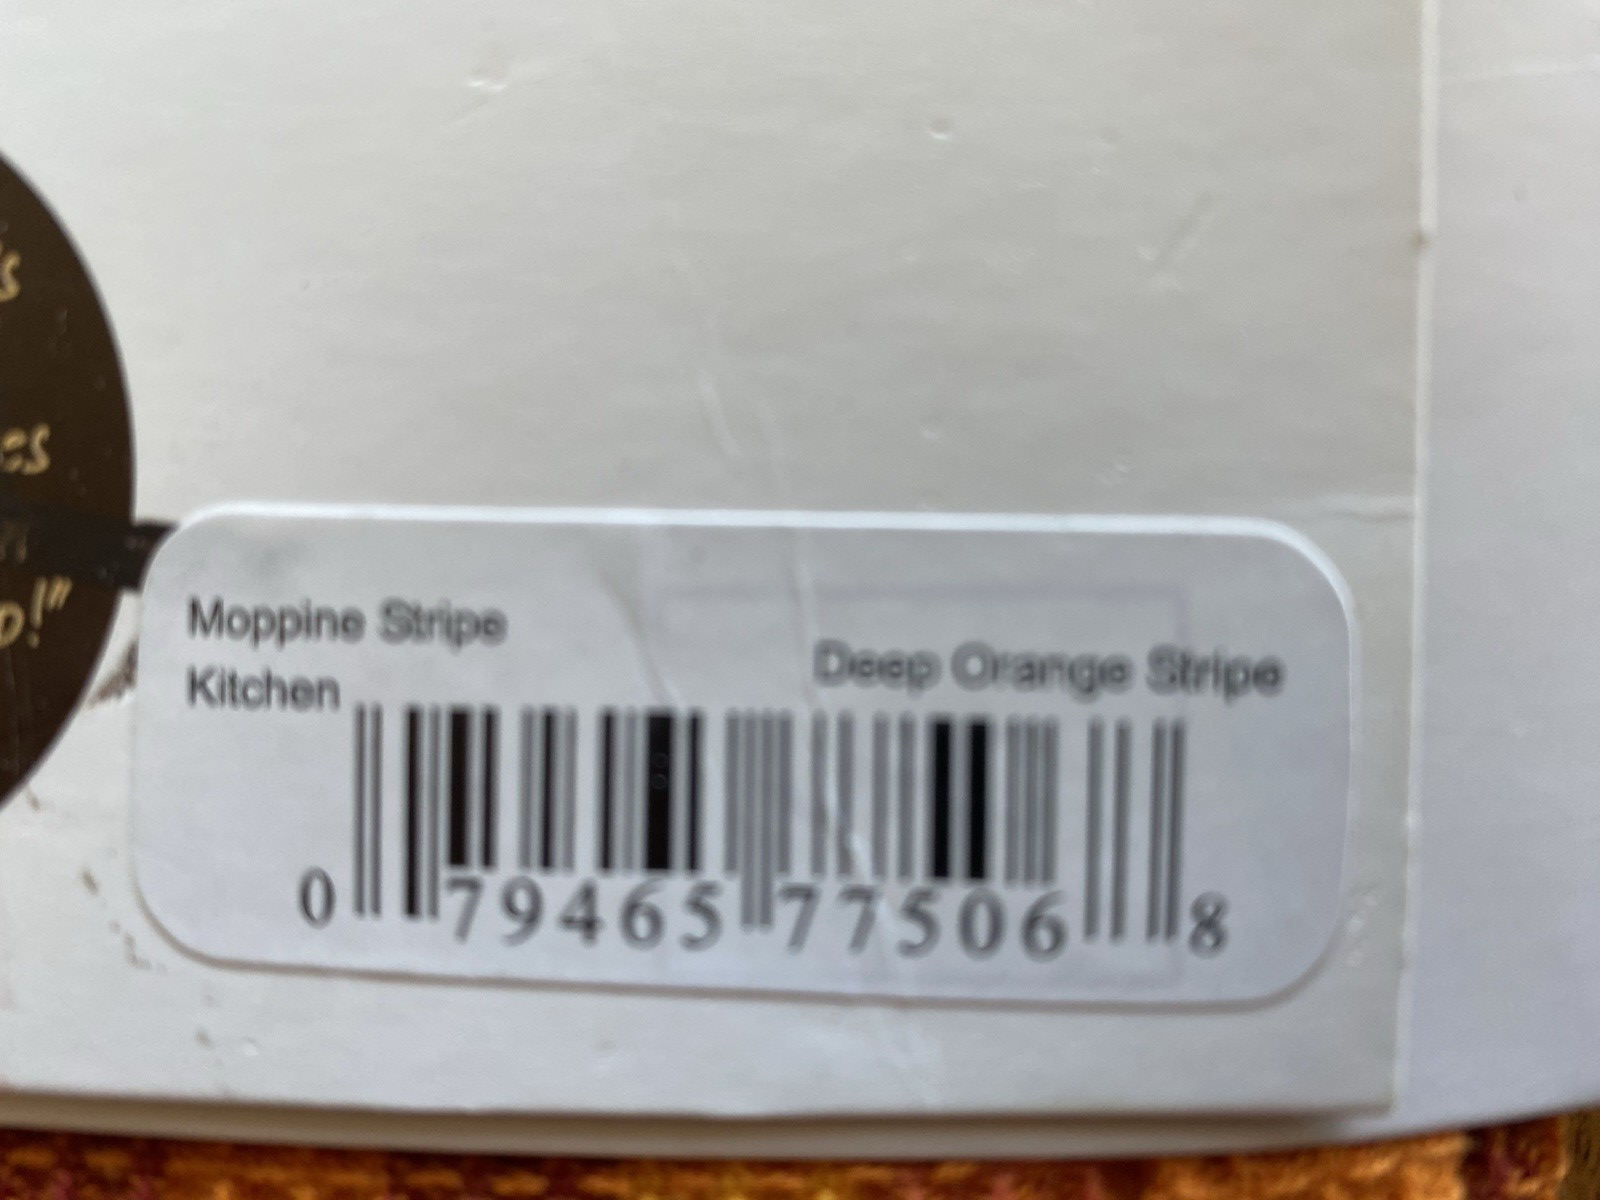 Moppine Stripe
Kitchen
Deep Orange Stripe
0 79465 77506 8